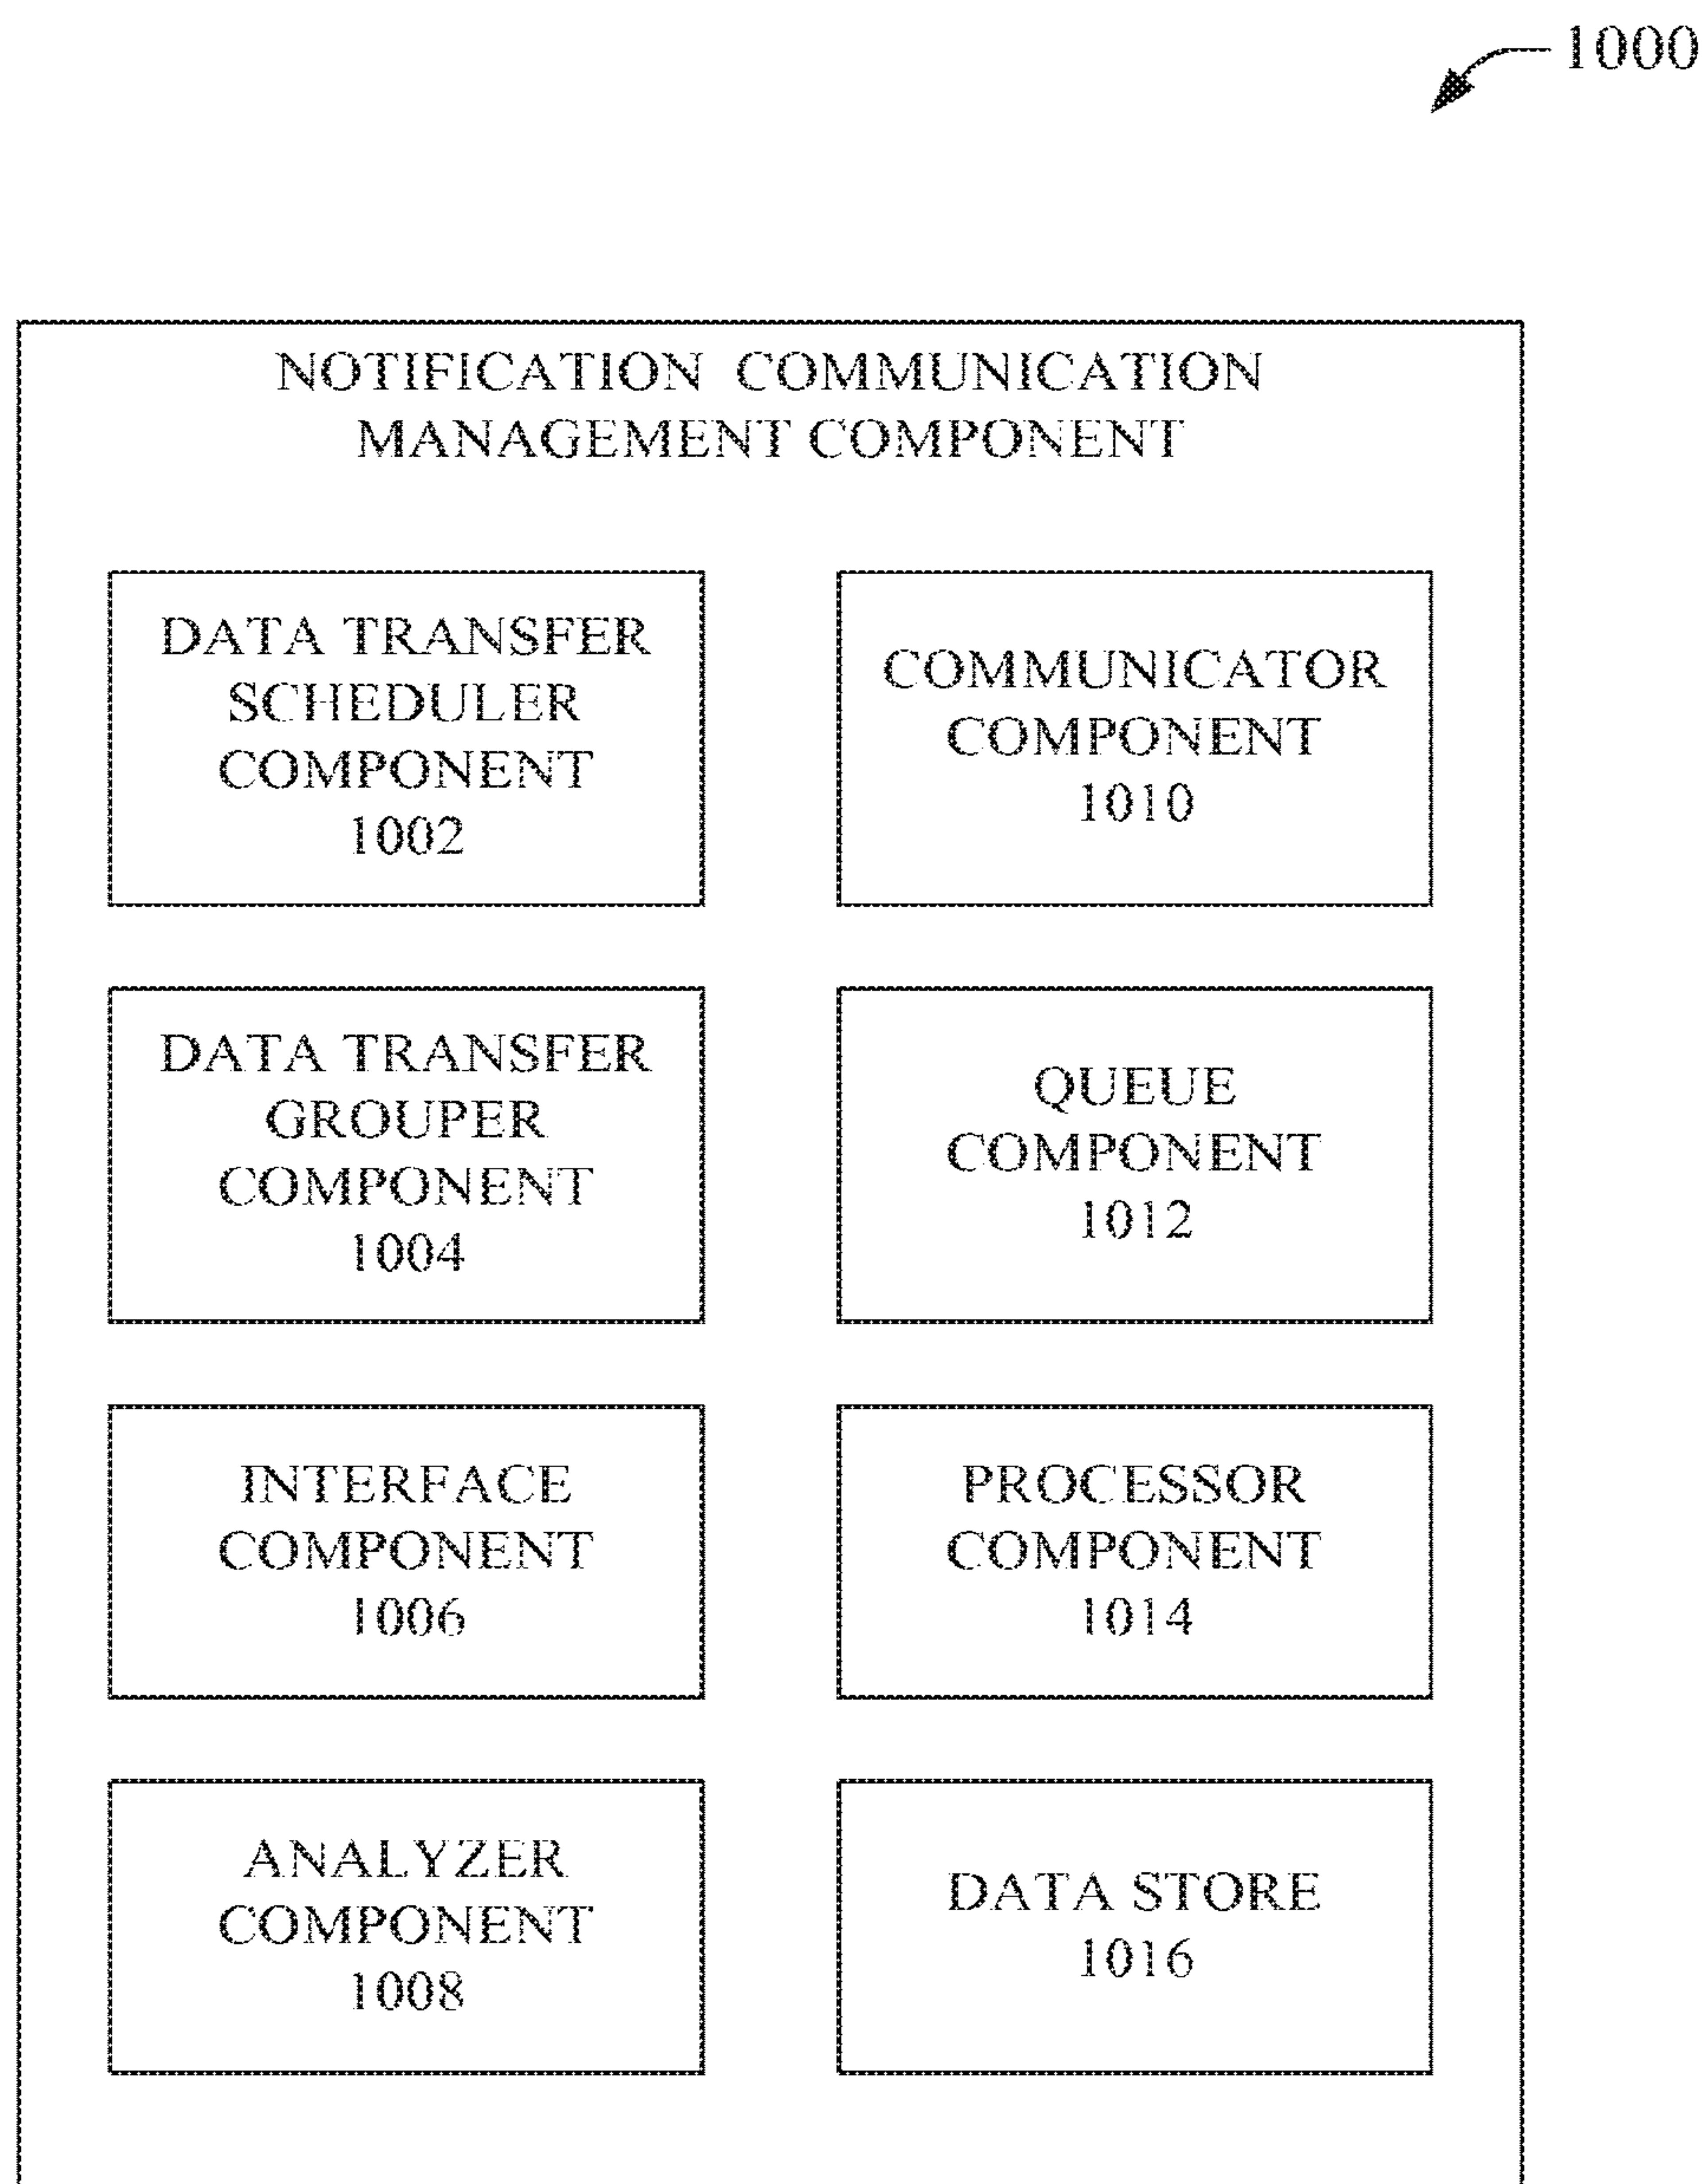 1000
NOTIFICATION COMMUNICATION
MANAGEMENT COMPONENT
DATA TRANSFER
SCHEDULER
COMPONENT
1002
COMMUNICATOR
COMPONENT
1010
DATA TRANSFER
GROUPER
COMPONENT
1004
QUEUE
COMPONENT
1012
INTERFACE
COMPONENT
1006
PROCESSOR
COMPONENT
1014
ANALYZER
COMPONENT
1008
DATA STORE
1016